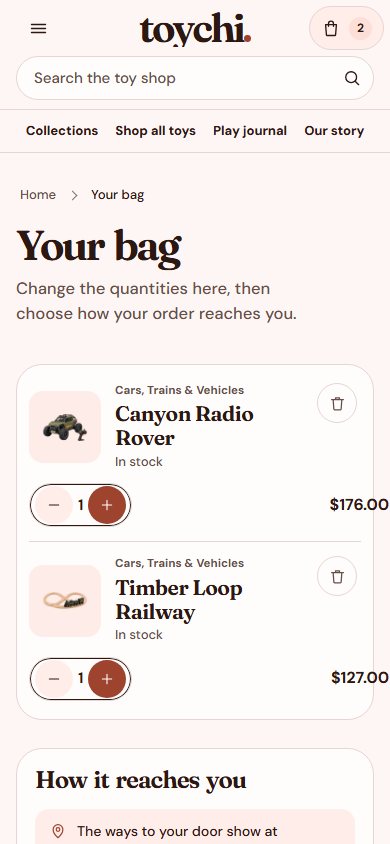 toychi.
2
Search the toy shop
Collections Shop all toys Play journal Our story
Home > Your bag
Your bag
Change the quantities here, then
choose how your order reaches you.
Cars, Trains & Vehicles
Canyon Radio
Rover
In stock
1
$176.00
Cars, Trains & Vehicles
Timber Loop
Railway
In stock
1
$127.00
How it reaches you
The ways to your door show at